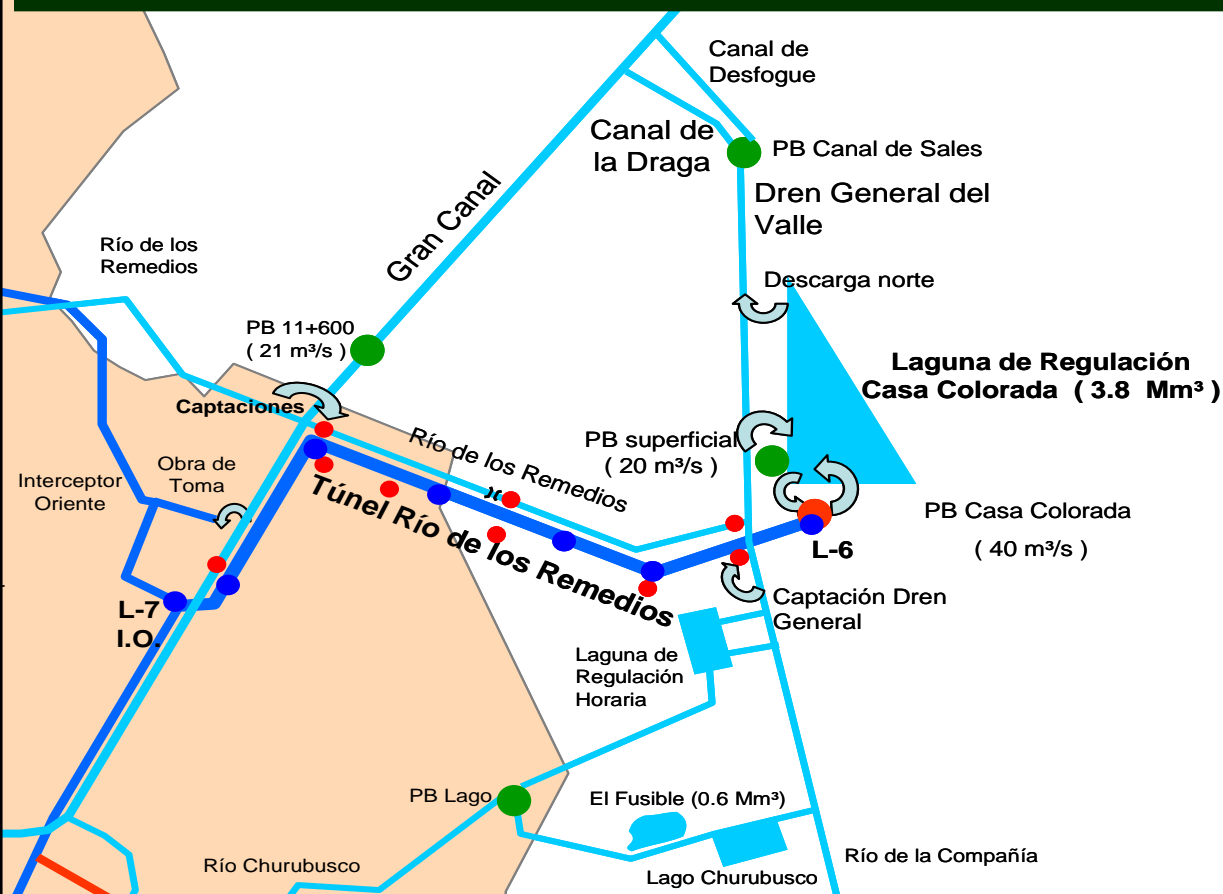 Canal de
Desfogue
Canal de
la Draga
PB Canal de Sales
Dren General del
Valle
Gran Canal
Río de los
Remedios
Descarga norte
PB 11+600
( 21 m³/s )
Laguna de Regulación
Casa Colorada ( 3.8 Mm³ )
Captaciones
Río de los Remedios
PB superficial
( 20 m³/s )
Interceptor
Oriente
Obra de
Toma
Túnel Río de los Remedios
PB Casa Colorada
( 40 m³/s )
L-6
L-7
I.O.
Captación Dren
General
Laguna de
Regulación
Horaria
PB Lago
El Fusible (0.6 Mm³)
Río Churubusco
Lago Churubusco
Río de la Compañía